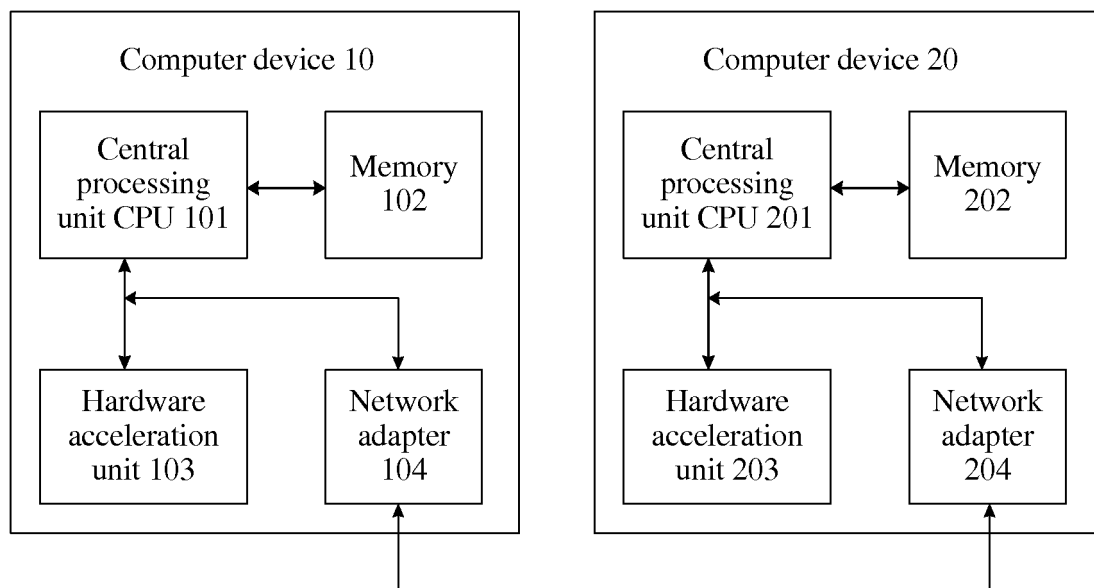 Computer device 10
Central
processing
unit CPU 101
Memory
102
Hardware
acceleration
unit 103
Network
adapter
104
Computer device 20
Central
processing
unit CPU 201
Memory
202
Hardware
acceleration
unit 203
Network
adapter
204